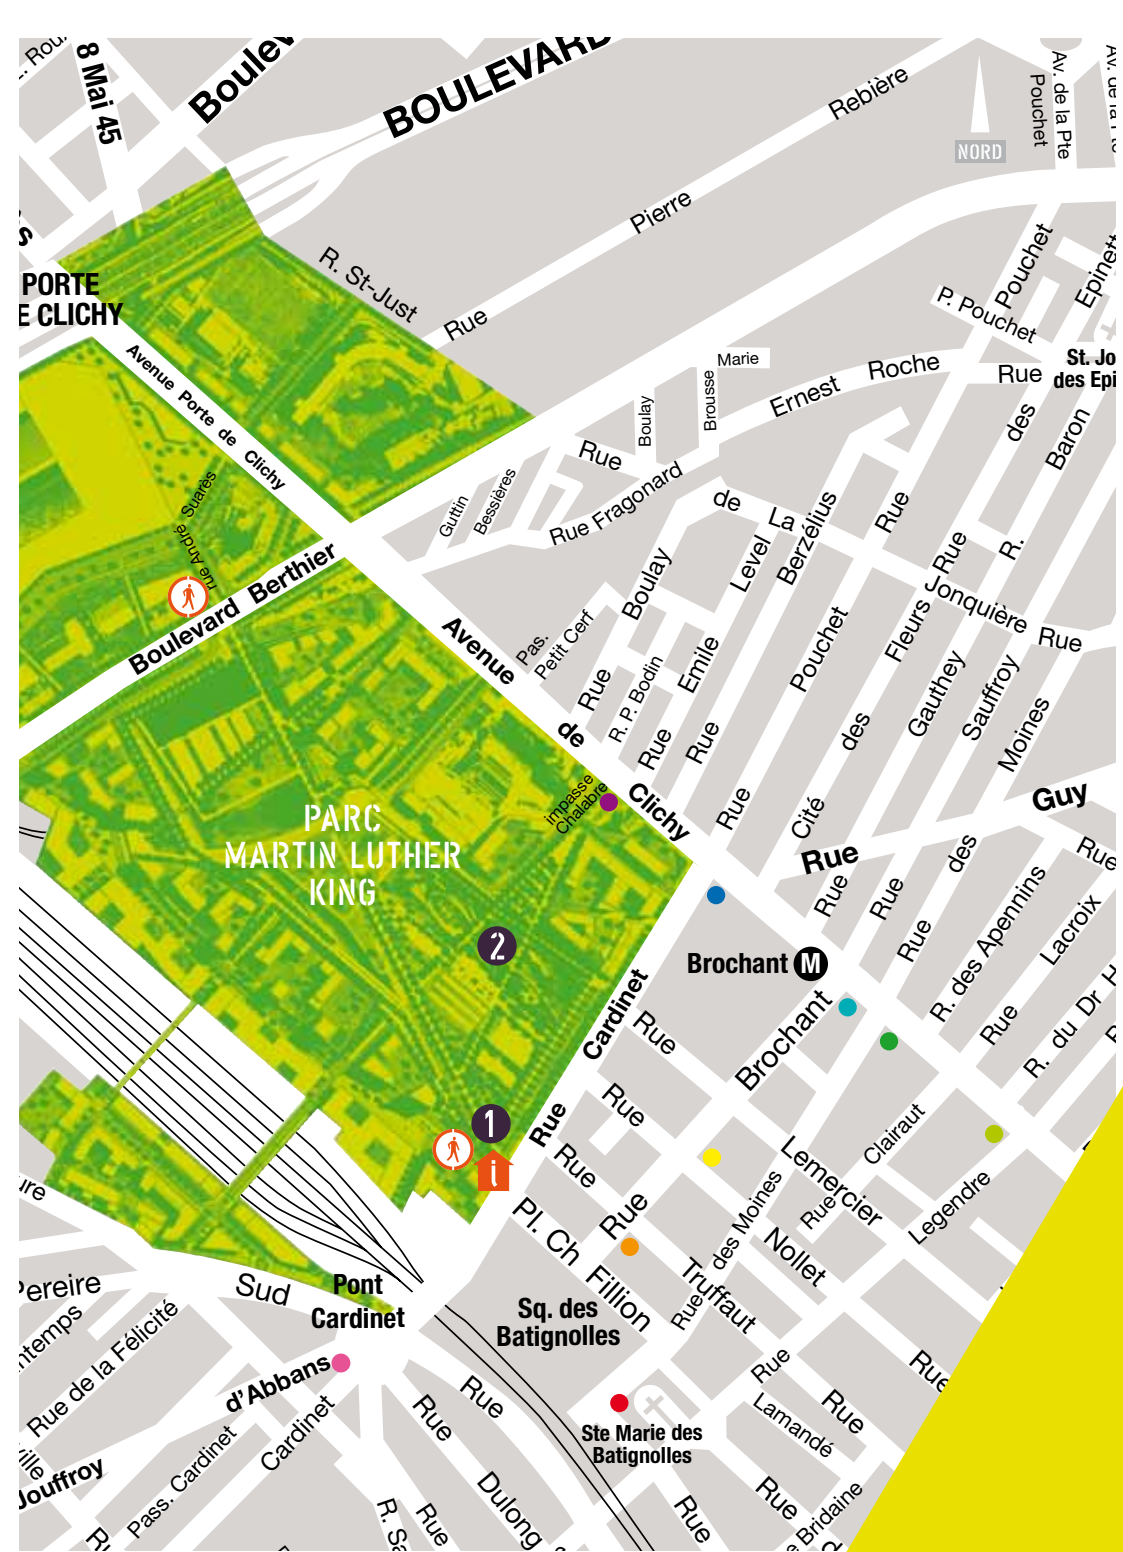 8 Mai 45
BOULEVARD
Rebière
Av. de la Pte
Pouchet
NORD
Pierre
Rue
R. St-Just
PORTE
E CLICHY
Pouchet
P. Pouchet
Avenue Porte de Clichy
Marie
Brousse
Boulay
Ernest
Roche
Rue
St. Jo
des Epi
des
Baron
Rue
Rue Fragonard
Guttin
Bessières
de
La
Jonquière
Rue
Level
Berzélius
Rue
Rue
R.
rue André Suarès
Boulevard Berthier
Avenue
de
Clichy
Pas.
Petit Cerf
Boulay
Rue
R. P. Bodin
Emile
Rue
Rue
Pouchet
Rue
Fleurs
des
Cité
Gauthey
Sauffroy
Moines
impasse
Chalabre
PARC
MARTIN LUTHER
KING
Guy
Rue
Rue
Rue
Rue
des
Rue
R. des Apennins
Lacroix
Rue
R. du Dr H
2
Brochant M
Cardinet
Rue
Brochant
Rue
1
i
Rue
Rue
Rue
Lemercier
Clairaut
Rue
Legendre
des Moines
Rue
Nollet
Truffaut
Pl. Ch Fillion
Pereire
Sud
Pont
Cardinet
Sq. des
Batignolles
Rue de la Félicité
d'Abbans
Jouffroy
Pass. Cardinet
Cardinet
Rue
Rue
Dulong
Rue
Ste Marie des
Batignolles
Rue
Lamandé
Rue
Rue
Rue
Rue
Bridaine